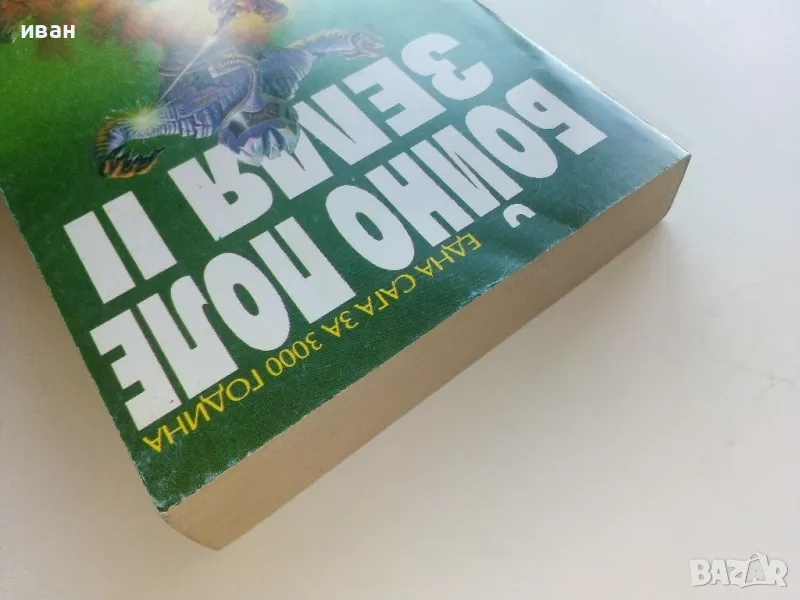 иван
ЕДНА САГА ЗА 3000 ГОДИНА
БОЙНО ПОЛЕ
ЗЕМЯ II
BAZAR